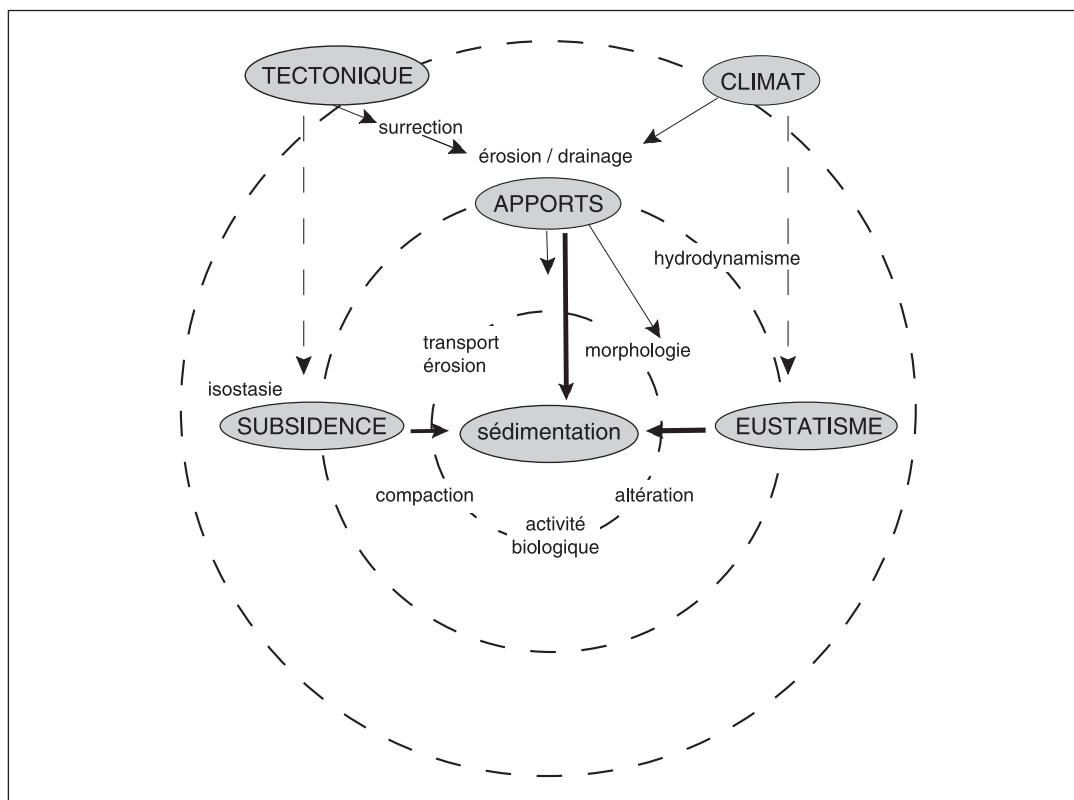 TECTONIQUE
CLIMAT
surrection
érosion / drainage
APPORTS
hydrodynamisme
transport
érosion
morphologie
isostasie
SUBSIDENCE
sédimentation
EUSTATISME
compaction
altération
activité
biologique